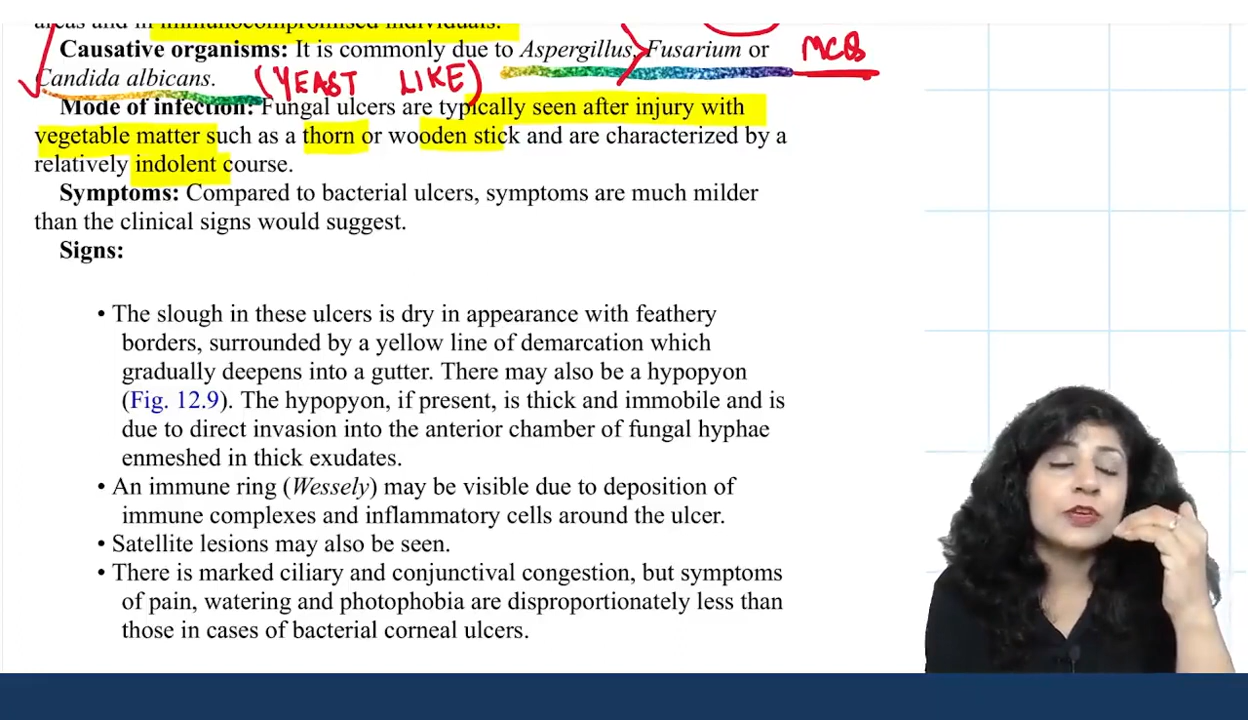 areas and in immunocompromised individuals.
Causative organisms: It is commonly due to Aspergillus, Fusarium or MCQ
Candida albicans. (YEAST LIKE)
Mode of infection: Fungal ulcers are typically seen after injury with
vegetable matter such as a thorn or wooden stick and are characterized by a
relatively indolent course.
Symptoms: Compared to bacterial ulcers, symptoms are much milder
than the clinical signs would suggest.
Signs:
• The slough in these ulcers is dry in appearance with feathery
borders, surrounded by a yellow line of demarcation which
gradually deepens into a gutter. There may also be a hypopyon
(Fig. 12.9). The hypopyon, if present, is thick and immobile and is
due to direct invasion into the anterior chamber of fungal hyphae
enmeshed in thick exudates.
• An immune ring (Wessely) may be visible due to deposition of
immune complexes and inflammatory cells around the ulcer.
• Satellite lesions may also be seen.
• There is marked ciliary and conjunctival congestion, but symptoms
of pain, watering and photophobia are disproportionately less than
those in cases of bacterial corneal ulcers.